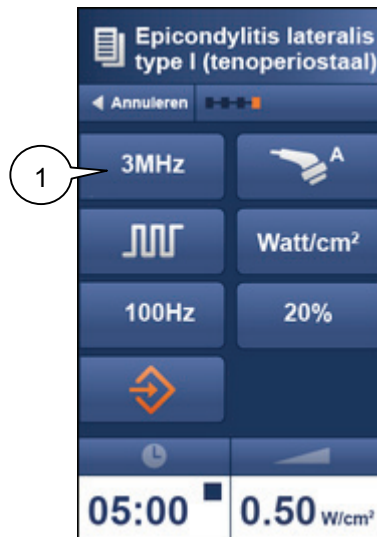 Epicondylitis lateralis
type I (tenoperiostaal)
Annuleren
1
3MHz
A
Watt/cm²
100Hz
20%
05:00
0.50 W/cm²